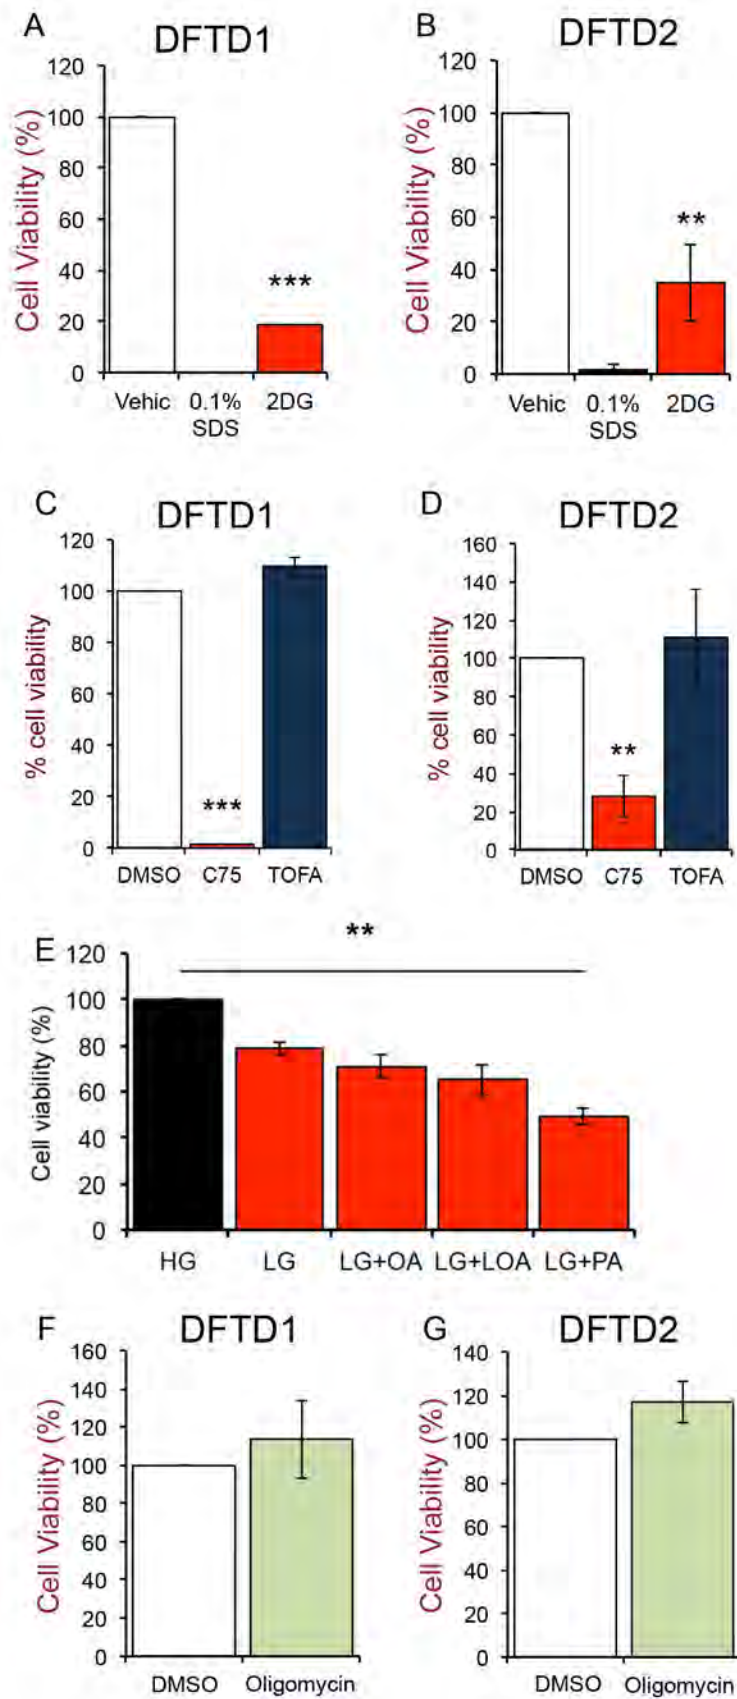 A
DFTD1
Cell Viability (%)
120
100
80
60
40
20
0
***
Vehic 0.1% 2DG
SDS
B
DFTD2
Cell Viability (%)
120
100
80
60
40
20
0
**
Vehic 0.1% 2DG
SDS
C
DFTD1
% cell viability
120
100
80
60
40
20
0
***
DMSO C75 TOFA
D
DFTD2
% cell viability
160
140
120
100
80
60
40
20
0
**
DMSO C75 TOFA
E
**
Cell viability (%)
120
100
80
60
40
20
0
HG LG LG+OA LG+LOA LG+PA
F
DFTD1
Cell Viability (%)
160
140
120
100
80
60
40
20
0
DMSO Oligomycin
G
DFTD2
Cell Viability (%)
140
120
100
80
60
40
20
0
DMSO Oligomycin